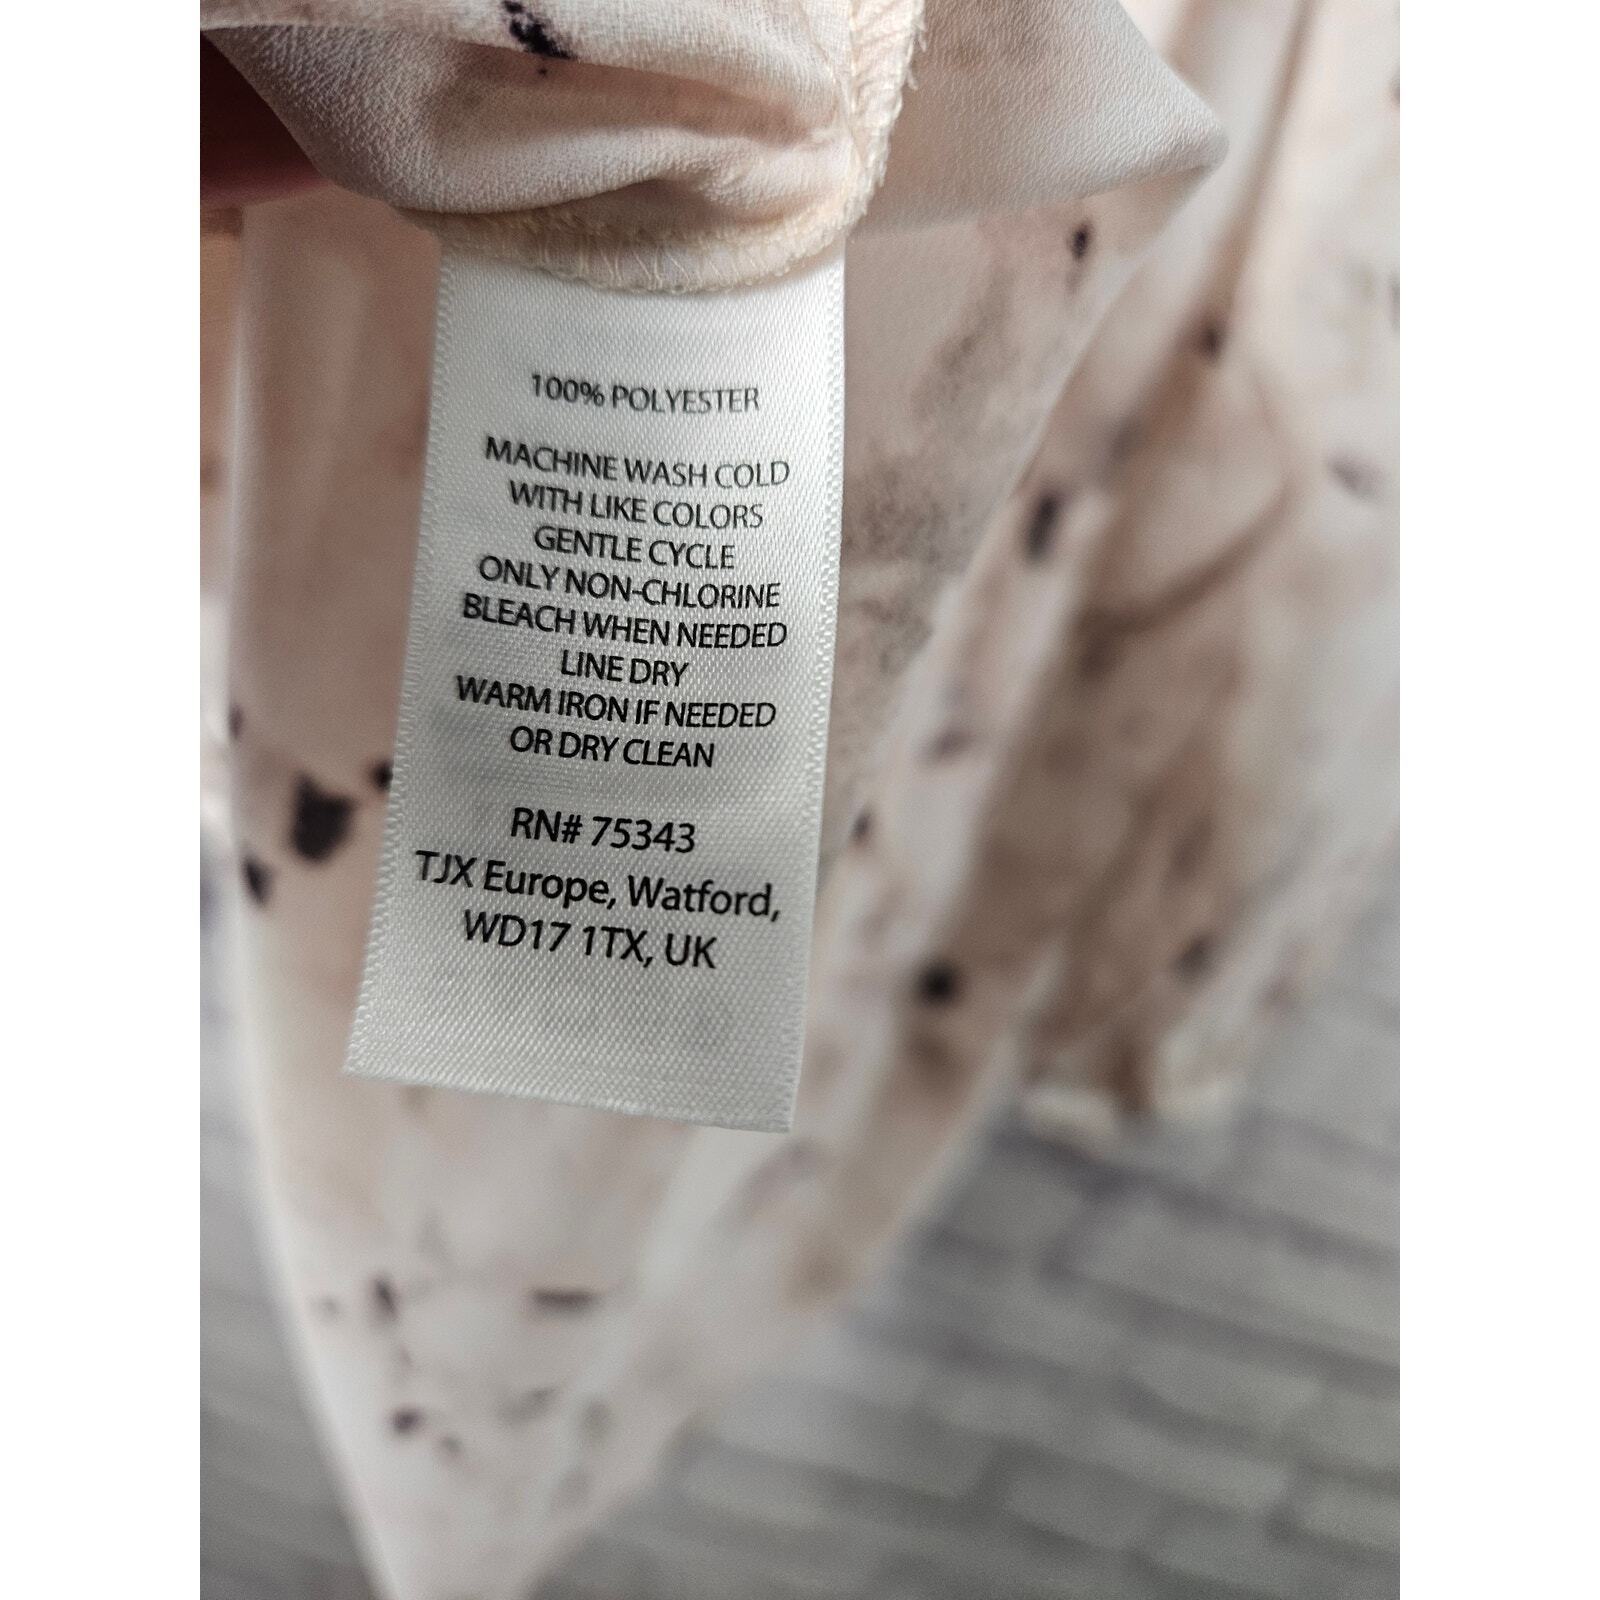 100% POLYESTER
MACHINE WASH COLD
WITH LIKE COLORS
GENTLE CYCLE
ONLY NON-CHLORINE
BLEACH WHEN NEEDED
LINE DRY
WARM IRON IF NEEDED
OR DRY CLEAN
RN# 75343
TJX Europe, Watford,
WD17 1TX, UK